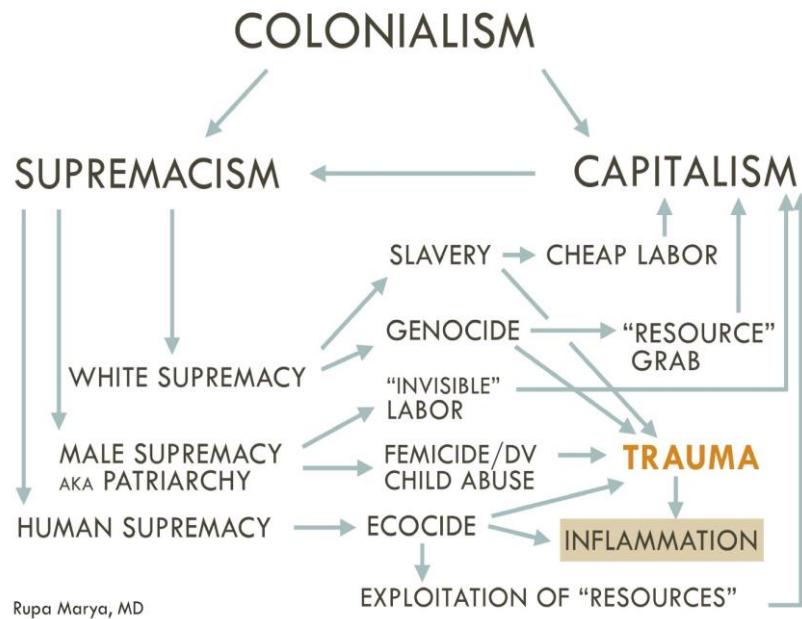 COLONIALISM
SUPREMACISM
CAPITALISM
SLAVERY
CHEAP LABOR
GENOCIDE
"RESOURCE"
GRAB
WHITE SUPREMACY
"INVISIBLE"
LABOR
MALE SUPREMACY
AKA PATRIARCHY
FEMICIDE/DV
CHILD ABUSE
TRAUMA
HUMAN SUPREMACY
ECOCIDE
INFLAMMATION
EXPLOITATION OF "RESOURCES"
Rupa Marya, MD